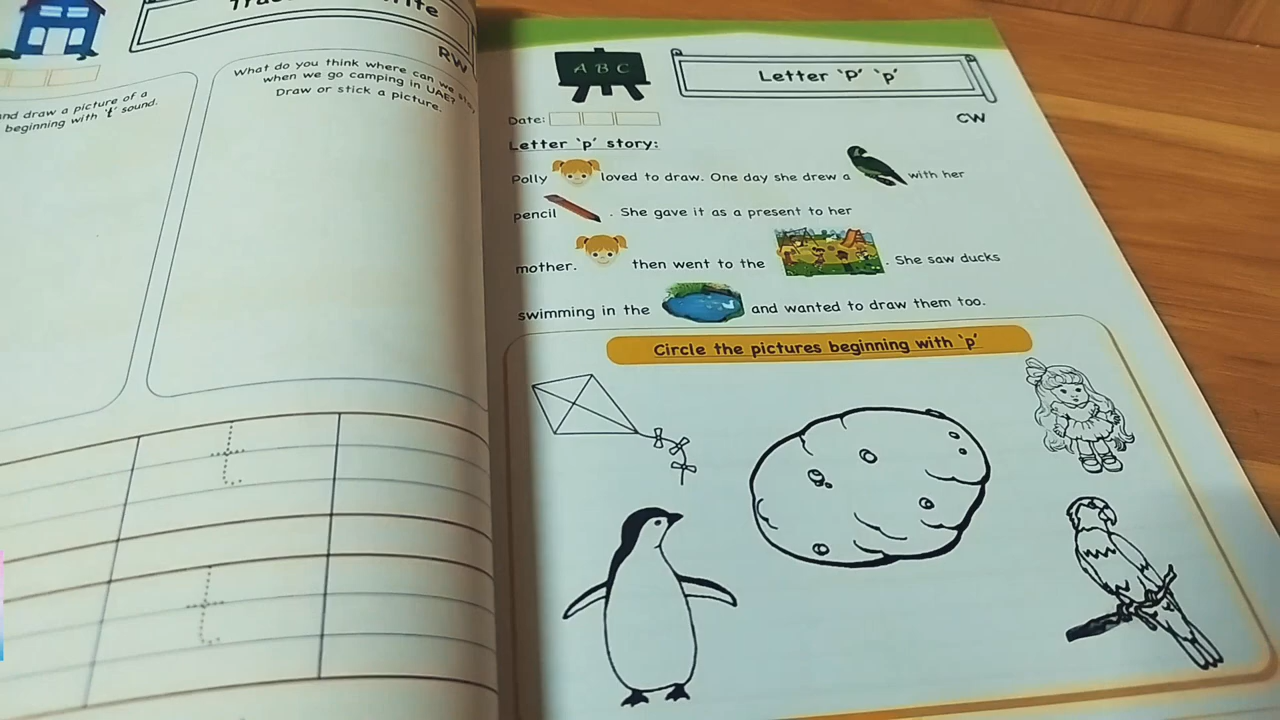 RW
and draw a picture of a
beginning with 't' sound.
What do you think where can we
when we go camping in UAE?
Draw or stick a picture.
t
t
A B C
Letter 'P' 'p'
Date:
CW
Letter 'p' story:
Polly loved to draw. One day she drew a with her
pencil . She gave it as a present to her
mother. then went to the . She saw ducks
swimming in the and wanted to draw them too.
Circle the pictures beginning with 'p'